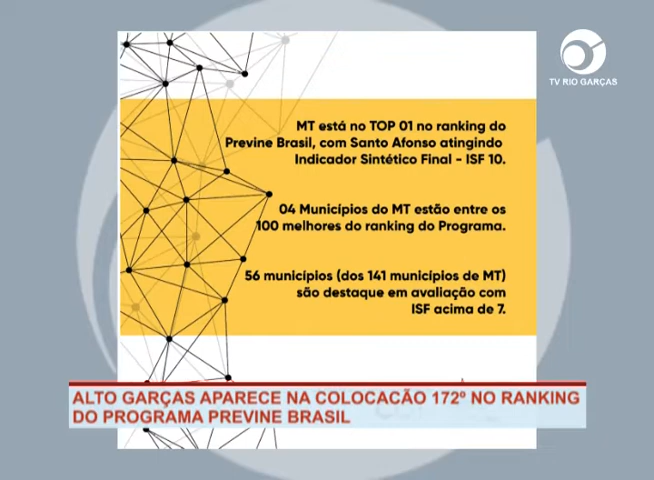 TV RIO GARÇAS
MT está no TOP 01 no ranking do
Previne Brasil, com Santo Afonso atingindo
Indicador Sintético Final - ISF 10.
04 Municípios do MT estão entre os
100 melhores do ranking do Programa.
56 municípios (dos 141 municípios de MT)
são destaque em avaliação com
ISF acima de 7.
ALTO GARÇAS APARECE NA COLOCACÃO 172º NO RANKING
DO PROGRAMA PREVINE BRASIL